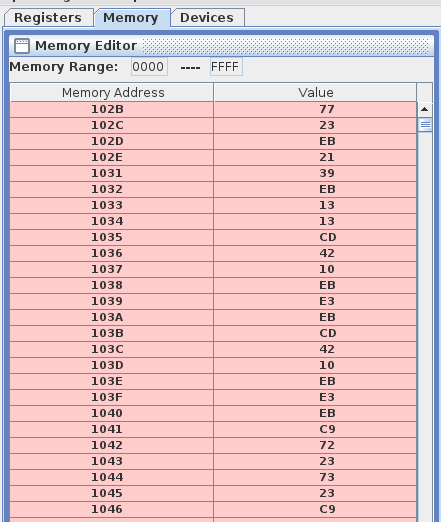 Registers Memory Devices
Memory Editor
Memory Range: 0000 ---- FFFF
Memory Address Value
102B 77
102C 23
102D EB
102E 21
1031 39
1032 EB
1033 13
1034 13
1035 CD
1036 42
1037 10
1038 EB
1039 E3
103A EB
103B CD
103C 42
103D 10
103E EB
103F E3
1040 EB
1041 C9
1042 72
1043 23
1044 73
1045 23
1046 C9